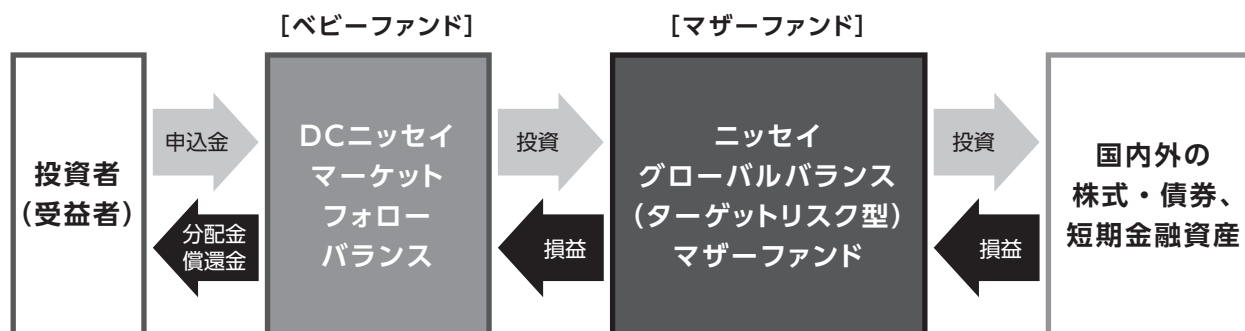 ［ベビーファンド］
［マザーファンド］
投資者
（受益者）
申込金
分配金
償還金
DCニッセイ
マーケット
フォロー
バランス
投資
損益
ニッセイ
グローバルバランス
（ターゲットリスク型）
マザーファンド
投資
損益
国内外の
株式・債券、
短期金融資産